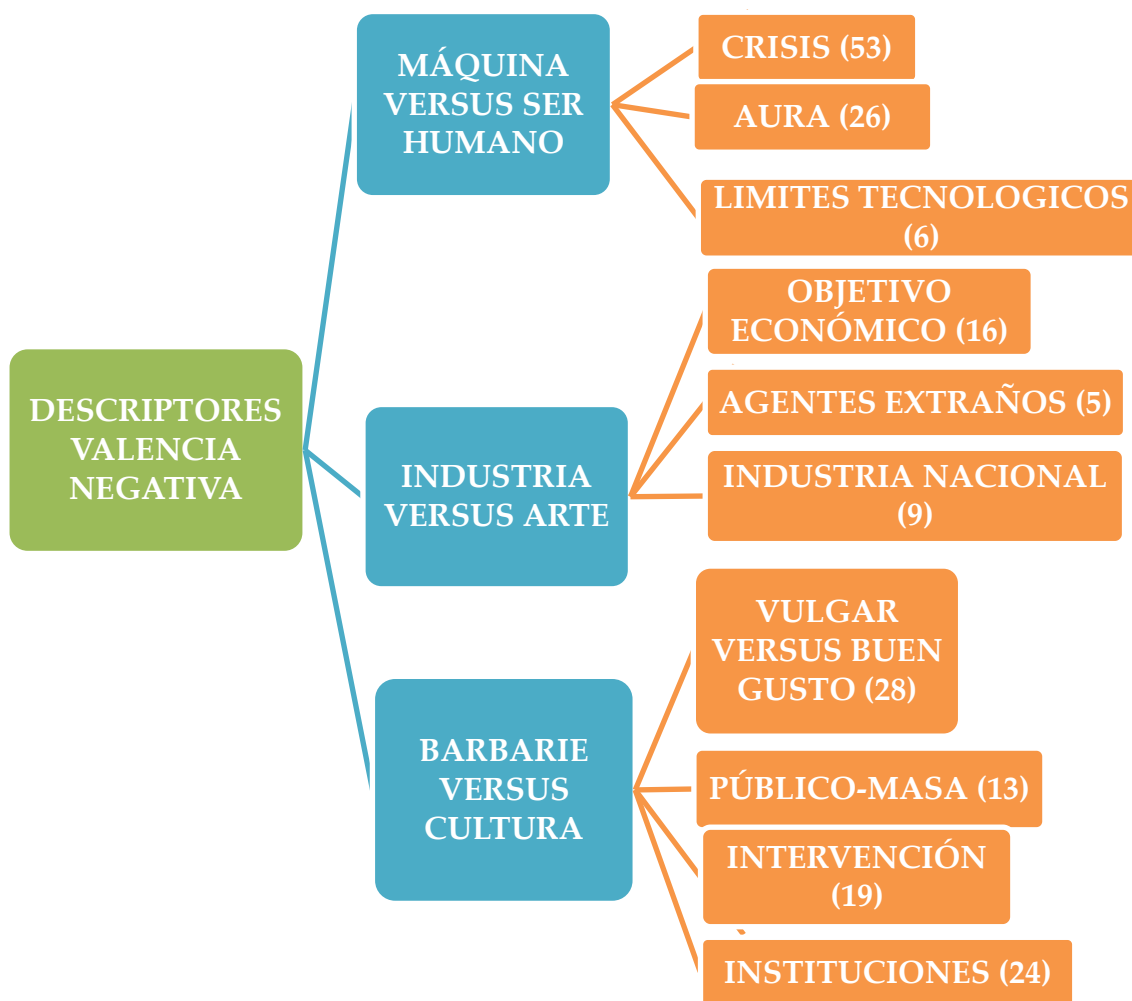 DESCRIPTORES
VALENCIA
NEGATIVA
MÁQUINA
VERSUS SER
HUMANO
CRISIS (53)
AURA (26)
LIMITES TECNOLOGICOS
(6)
INDUSTRIA
VERSUS ARTE
OBJETIVO
ECONÓMICO (16)
AGENTES EXTRAÑOS (5)
INDUSTRIA NACIONAL
(9)
BARBARIE
VERSUS
CULTURA
VULGAR
VERSUS BUEN
GUSTO (28)
PÚBLICO-MASA (13)
INTERVENCIÓN
(19)
INSTITUCIONES (24)